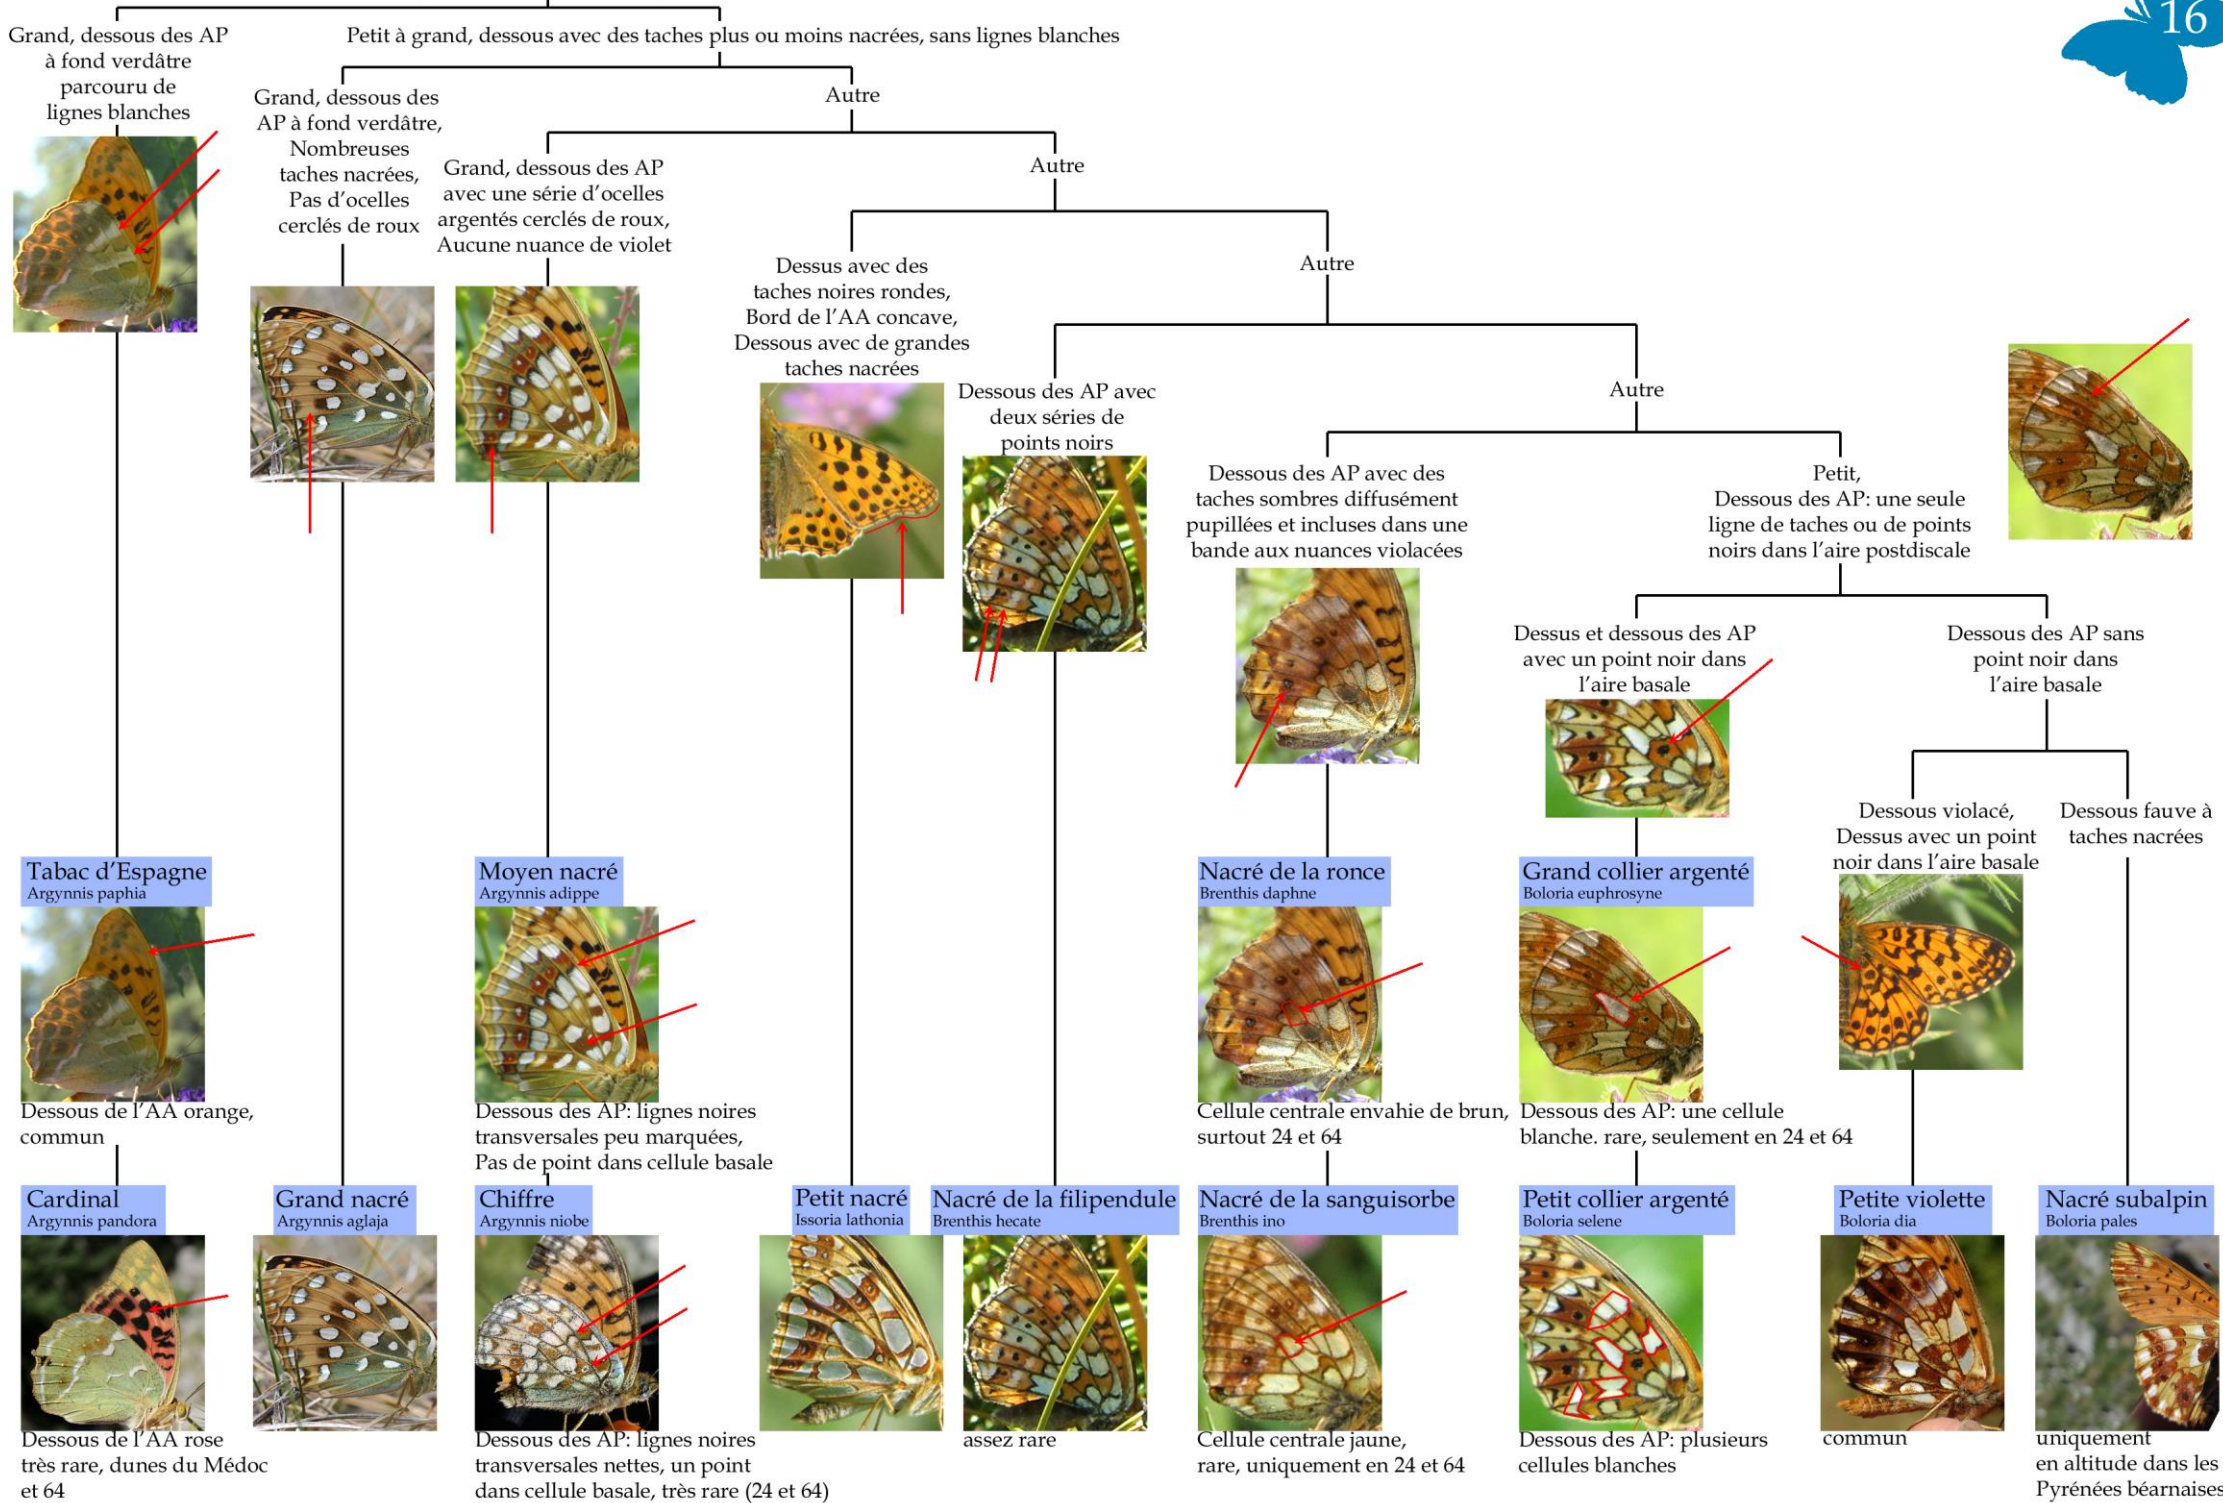 16
Grand, dessous des AP
à fond verdâtre
parcouru de
lignes blanches
Petit à grand, dessous avec des taches plus ou moins nacrées, sans lignes blanches
Grand, dessous des
AP à fond verdâtre,
Nombreuses
taches nacrées,
Pas d'ocelles
cerclés de roux
Autre
Grand, dessous des AP
avec une série d'ocelles
argentés cerclés de roux,
Aucune nuance de violet
Autre
Dessus avec des
taches noires rondes,
Bord de l'AA concave,
Dessous avec de grandes
taches nacrées
Autre
Dessous des AP avec
deux séries de
points noirs
Autre
Dessous des AP avec des
taches sombres diffusément
pupillées et incluses dans une
bande aux nuances violacées
Petit,
Dessous des AP: une seule
ligne de taches ou de points
noirs dans l'aire postdiscale
Dessus et dessous des AP
avec un point noir dans
l'aire basale
Dessous des AP sans
point noir dans
l'aire basale
Dessous violacé,
Dessus avec un point
noir dans l'aire basale
Dessous fauve à
taches nacrées
Tabac d'Espagne
Argynnis paphia
Dessous de l'AA orange,
commun
Moyen nacré
Argynnis adippe
Dessous des AP: lignes noires
transversales peu marquées,
Pas de point dans cellule basale
Nacré de la ronce
Brenthis daphne
Cellule centrale envahie de brun,
surtout 24 et 64
Grand collier argenté
Boloria euphrosyne
Dessous des AP: une cellule
blanche. rare, seulement en 24 et 64
Cardinal
Argynnis pandora
Dessous de l'AA rose
très rare, dunes du Médoc
et 64
Grand nacré
Argynnis aglaja
Chiffre
Argynnis niobe
Dessous des AP: lignes noires
transversales nettes, un point
dans cellule basale, très rare (24 et 64)
Petit nacré
Issoria lathonia
Nacré de la filipendule
Brenthis hecate
assez rare
Nacré de la sanguisorbe
Brenthis ino
Cellule centrale jaune,
rare, uniquement en 24 et 64
Petit collier argenté
Boloria selene
Dessous des AP: plusieurs
cellules blanches
Petite violette
Boloria dia
commun
Nacré subalpin
Boloria pales
uniquement
en altitude dans les
Pyrénées béarnaises